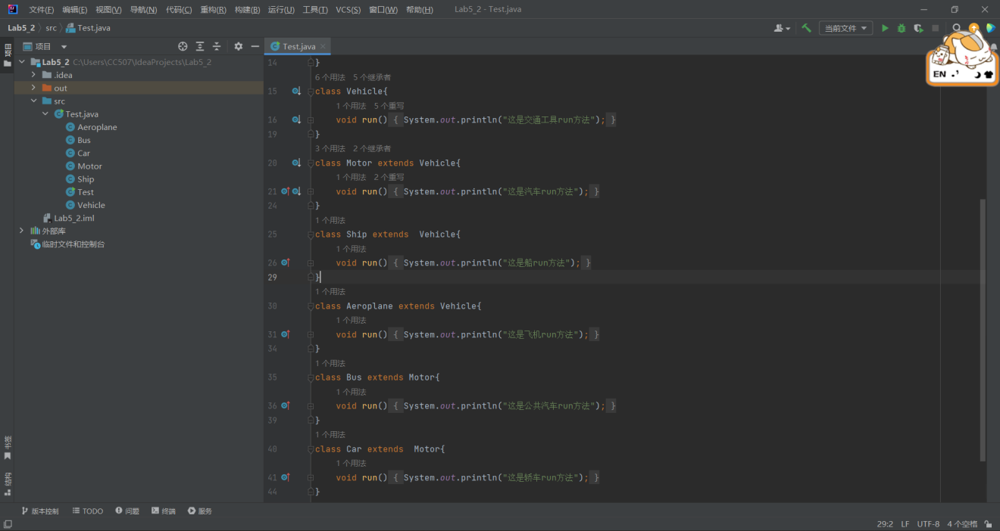 文件(F) 编辑(E) 视图(V) 导航(N) 代码(C) 重构(R) 构建(B) 运行(U) 工具(T) VCS(S) 窗口(W) 帮助(H) Lab5_2 - Test.java
Lab5_2 src Test.java
当前文件
项目
项目
Test.java
EN
Lab5_2 C:\Users\CC507\IdeaProjects\Lab5_2
.idea
out
src
Test.java
Aeroplane
Bus
Car
Motor
Ship
Test
Vehicle
Lab5_2.iml
外部库
临时文件和控制台
书签
结构
14 }
6 个用法 5 个继承者
15 class Vehicle{
1 个用法 5 个重写
16 void run() { System.out.println("这是交通工具run方法"); }
19 }
3 个用法 2 个继承者
20 class Motor extends Vehicle{
1 个用法 2 个重写
21 void run() { System.out.println("这是汽车run方法"); }
24 }
1 个用法
25 class Ship extends  Vehicle{
1 个用法
26 void run() { System.out.println("这是船run方法"); }
29 }
1 个用法
30 class Aeroplane extends Vehicle{
1 个用法
31 void run() { System.out.println("这是飞机run方法"); }
34 }
1 个用法
35 class Bus extends Motor{
1 个用法
36 void run() { System.out.println("这是公共汽车run方法"); }
39 }
1 个用法
40 class Car extends  Motor{
1 个用法
41 void run() { System.out.println("这是轿车run方法"); }
44 }
版本控制 TODO 问题 终端 服务
29:2 LF UTF-8 4 个空格